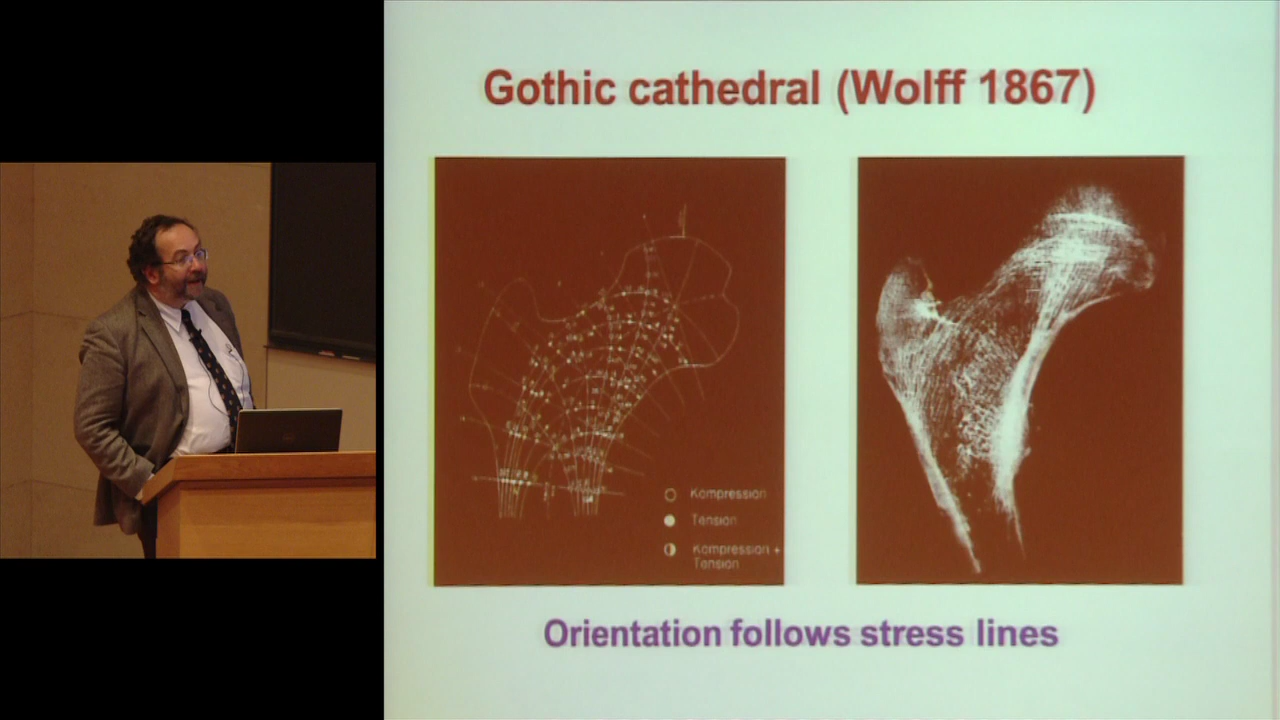 Gothic cathedral (Wolff 1867)
Kompression
Tension
Kompression +
Tension
Orientation follows stress lines